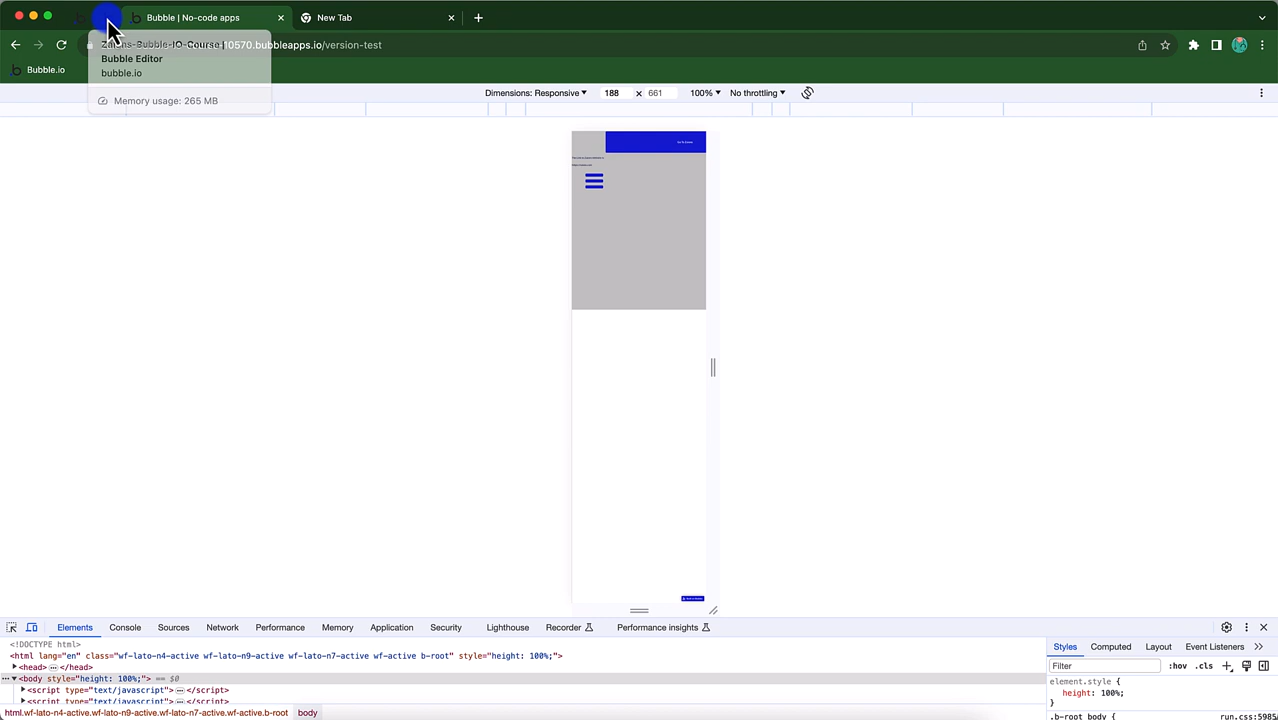 Bubble | No-code apps
New Tab
10570.bubbleapps.io/version-test
Bubble Editor
bubble.io
Memory usage: 265 MB
Bubble.io
Dimensions: Responsive
188 × 661
100%
No throttling
Elements
Console
Sources
Network
Performance
Memory
Application
Security
Lighthouse
Recorder
Performance insights
<!DOCTYPE html>
<html lang="en" class="wf-lato-n4-active wf-lato-n9-active wf-lato-n7-active wf-active b-root" style="height: 100%;">
<head> … </head>
… <body style="height: 100%;"> == $0
<script type="text/javascript"> … </script>
<script type="text/javascript"> … </script>
html.wf-lato-n4-active.wf-lato-n9-active.wf-lato-n7-active.wf-active.b-root
body
Styles
Computed
Layout
Event Listeners
Filter
:hov .cls
element.style {
height: 100%;
}
.b-root body {
run.css:5985